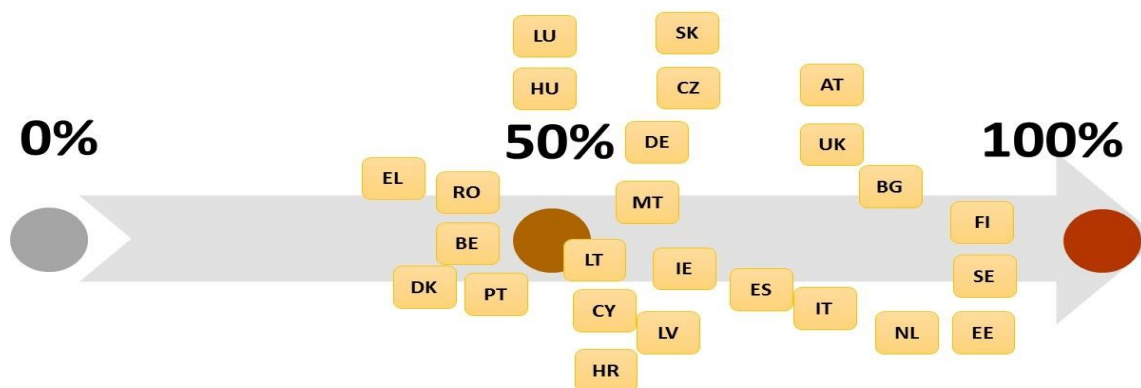 LU
SK
HU
CZ
AT
0%
50%
DE
UK
100%
EL
RO
MT
BG
FI
BE
LT
IE
SE
DK
PT
ES
CY
IT
LV
NL
EE
HR